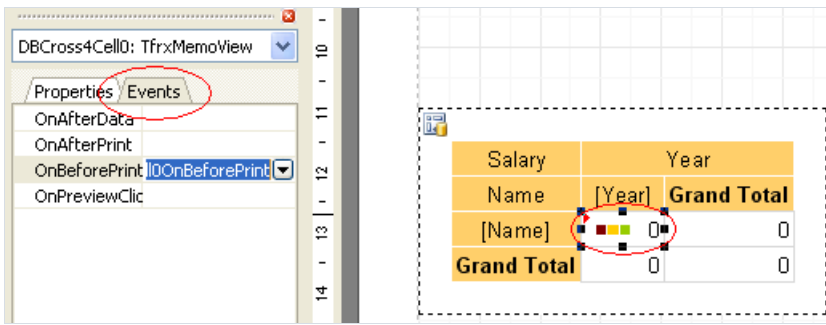 DBCross4Cell0: TfrxMemoView
Properties Events
OnAfterData
OnAfterPrint
OnBeforePrint ll0OnBeforePrint
OnPreviewClic
10
11
12
13
14
Salary Year
Name [Year] Grand Total
[Name] 0 0
Grand Total 0 0